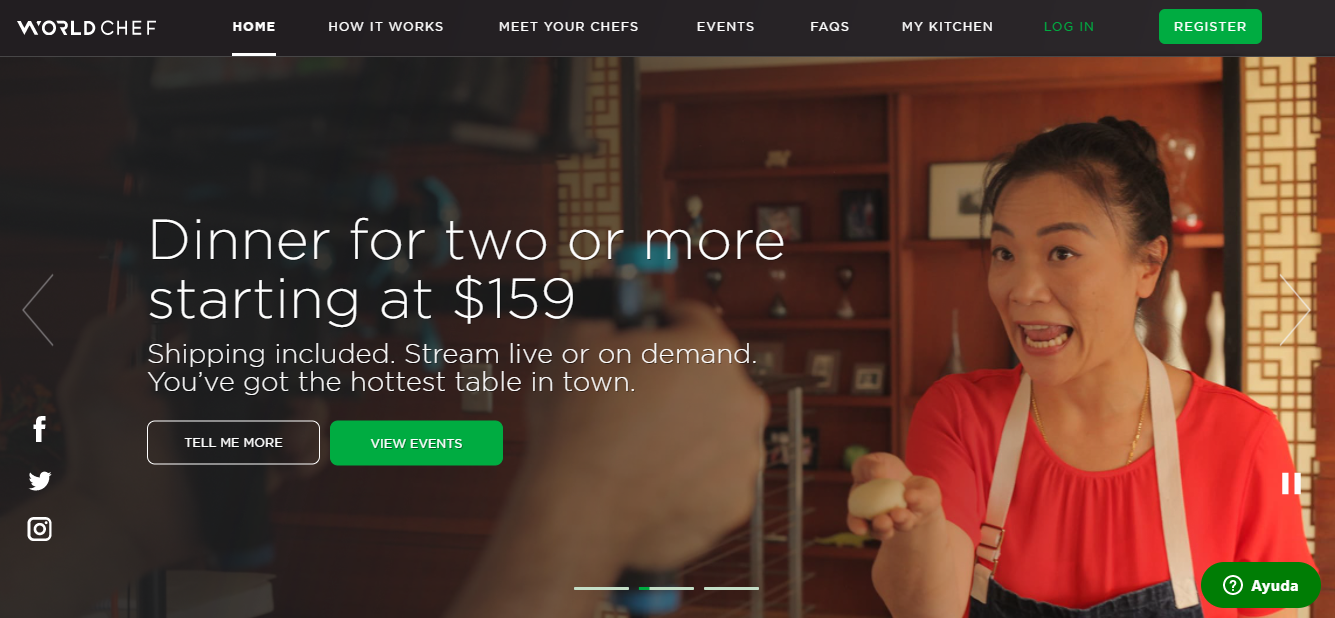 WORLD CHEF
HOME
HOW IT WORKS
MEET YOUR CHEFS
EVENTS
FAQS
MY KITCHEN
LOG IN
REGISTER
Dinner for two or more
starting at $159
Shipping included. Stream live or on demand.
You’ve got the hottest table in town.
TELL ME MORE
VIEW EVENTS
Ayuda